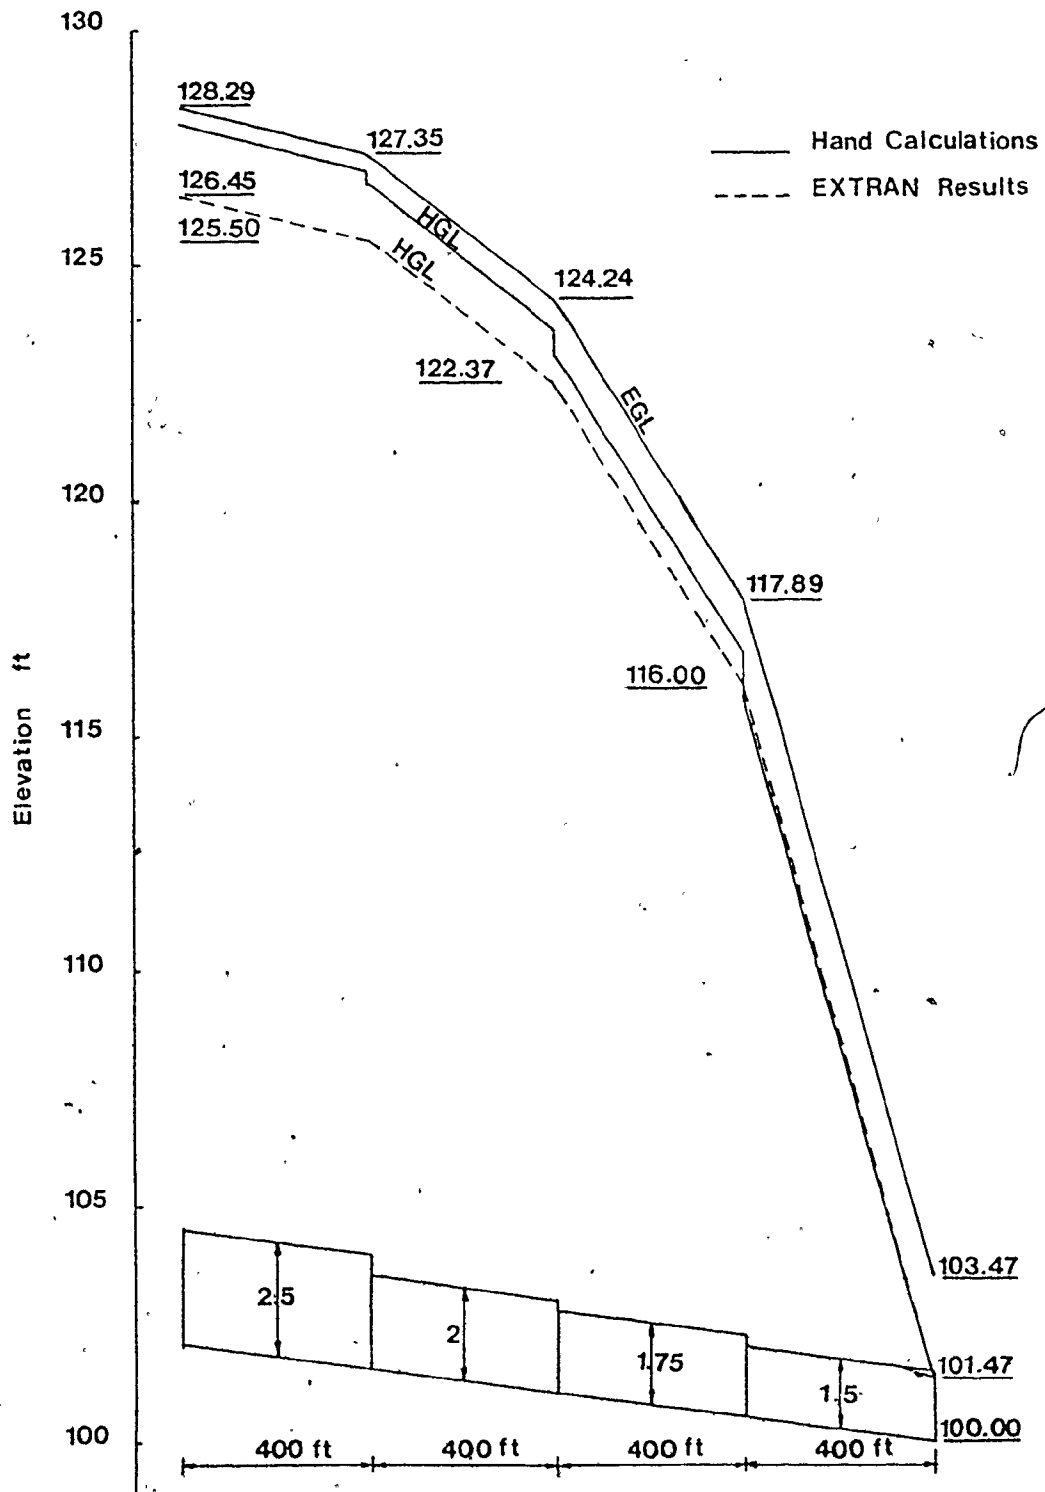 130
128.29
127.35
Hand Calculations
EXTRAN Results
126.45
125.50
HGL
HGL
125
124.24
122.37
EGL
120
117.89
116.00
115
Elevation ft
110
105
103.47
2.5
2
1.75
1.5
101.47
100.00
100
400 ft
400 ft
400 ft
400 ft